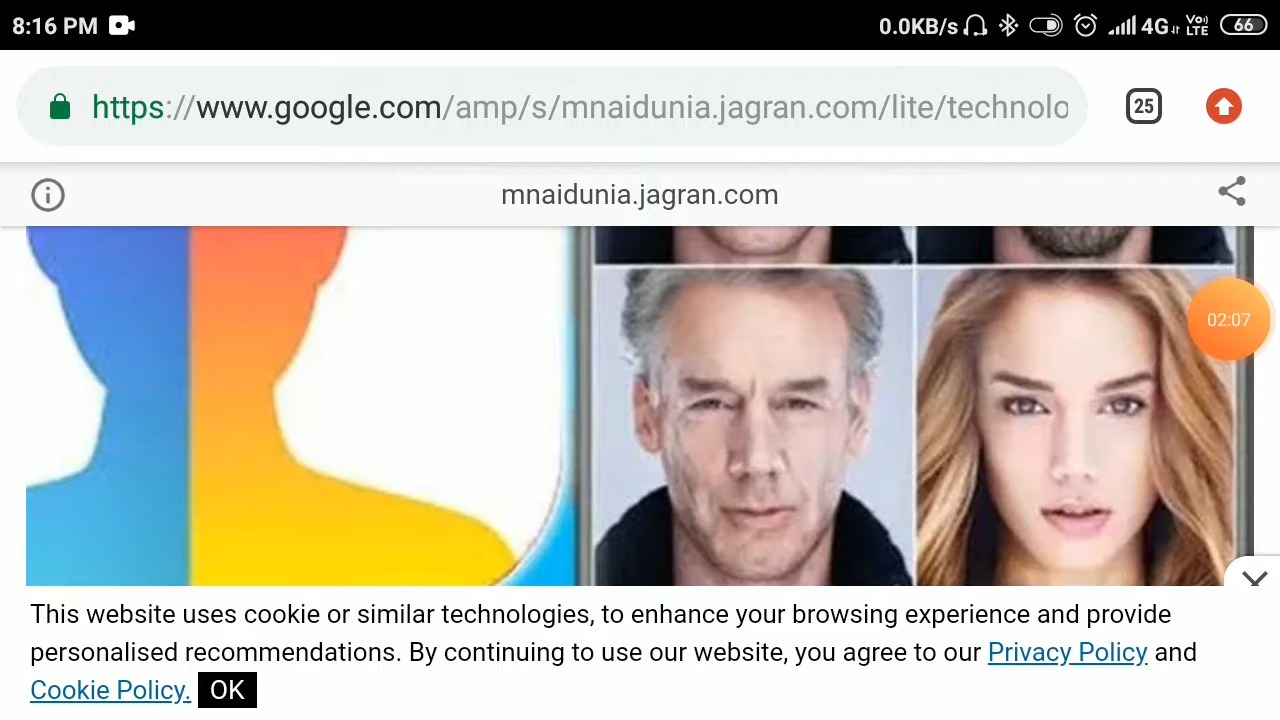 8:16 PM 0.0KB/s 4G Vo) LTE 66
https://www.google.com/amp/s/mnaidunia.jagran.com/lite/technolo 25
mnaidunia.jagran.com
02:07
This website uses cookie or similar technologies, to enhance your browsing experience and provide
personalised recommendations. By continuing to use our website, you agree to our Privacy Policy and
Cookie Policy. OK